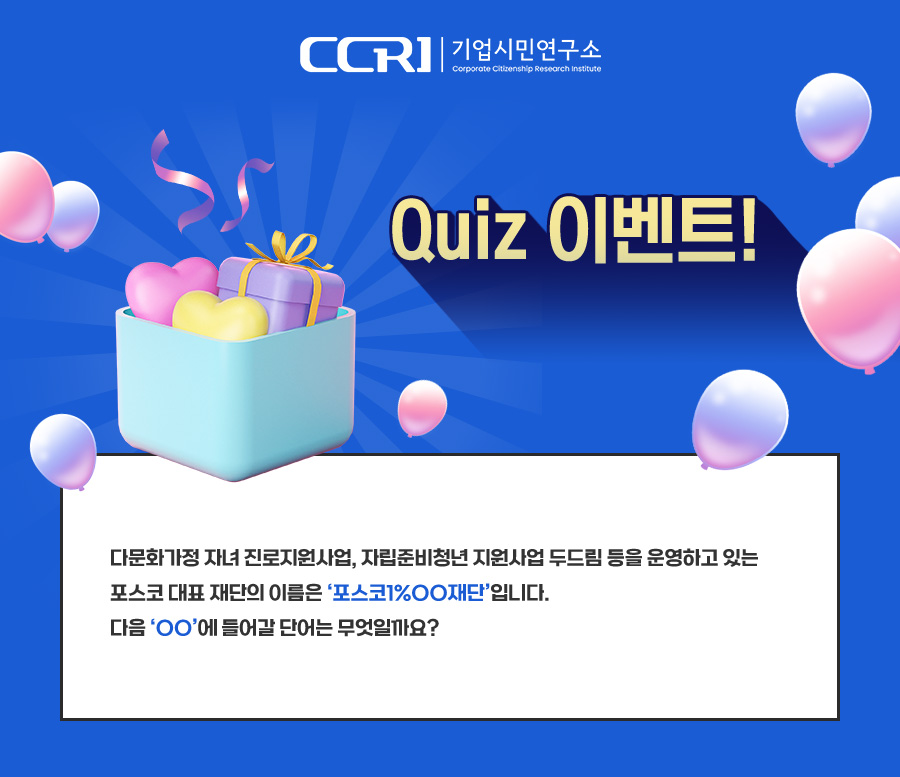 CCRI 기업시민연구소
Corporate Citizenship Research Institute
Quiz 이벤트!
다문화가정 자녀 진로지원사업, 자립준비청년 지원사업 두드림 등을 운영하고 있는
포스코 대표 재단의 이름은 ‘포스코1%OO재단’입니다.
다음 ‘OO’에 들어갈 단어는 무엇일까요?